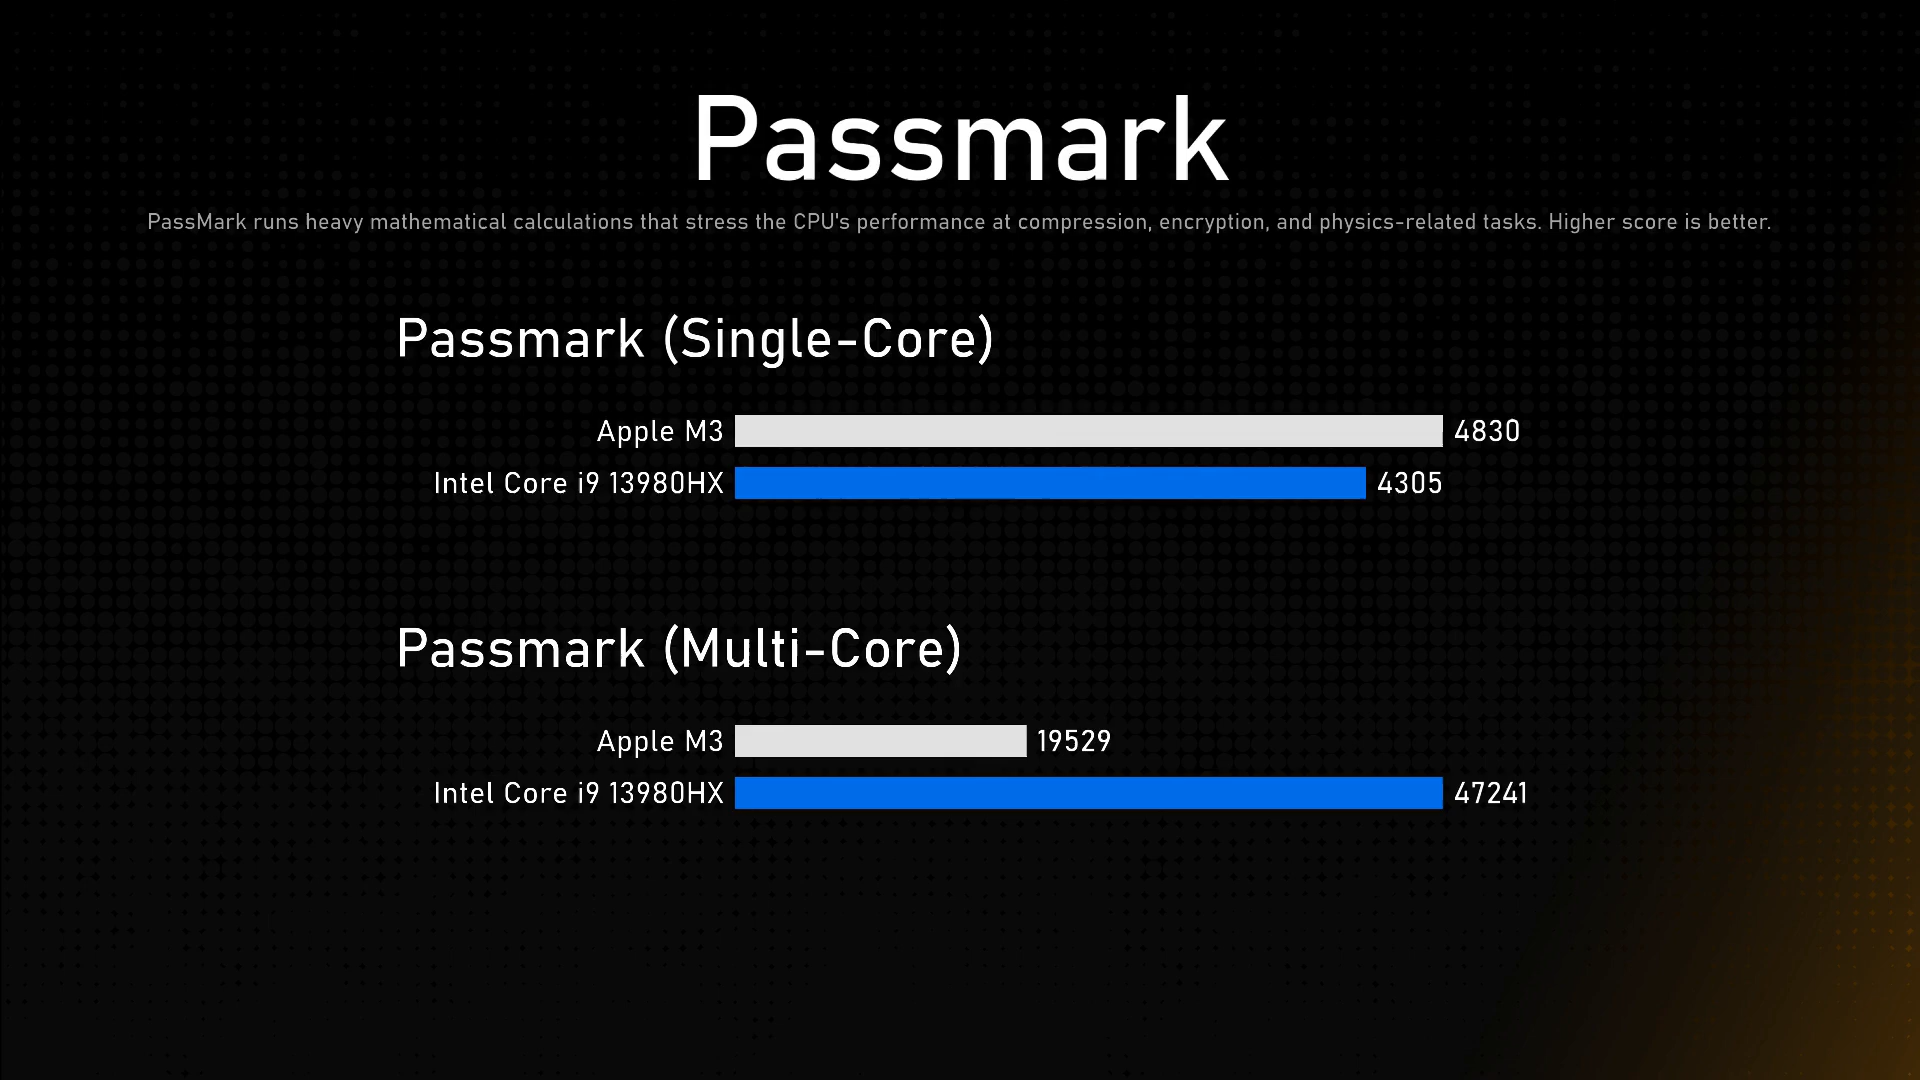 Passmark
PassMark runs heavy mathematical calculations that stress the CPU's performance at compression, encryption, and physics-related tasks. Higher score is better.
Passmark (Single-Core)
Apple M3 4830
Intel Core i9 13980HX 4305
Passmark (Multi-Core)
Apple M3 19529
Intel Core i9 13980HX 47241